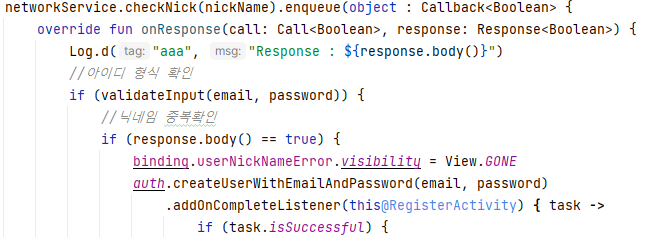 networkService.checkNick(nickName).enqueue(object : Callback<Boolean> {
override fun onResponse(call: Call<Boolean>, response: Response<Boolean>) {
Log.d( tag: "aaa", msg: "Response : ${response.body()}")
//아이디 형식 확인
if (validateInput(email, password)) {
//닉네임 중복확인
if (response.body() == true) {
binding.userNickNameError.visibility = View.GONE
auth.createUserWithEmailAndPassword(email, password)
.addOnCompleteListener(this@RegisterActivity) { task ->
if (task.isSuccessful) {